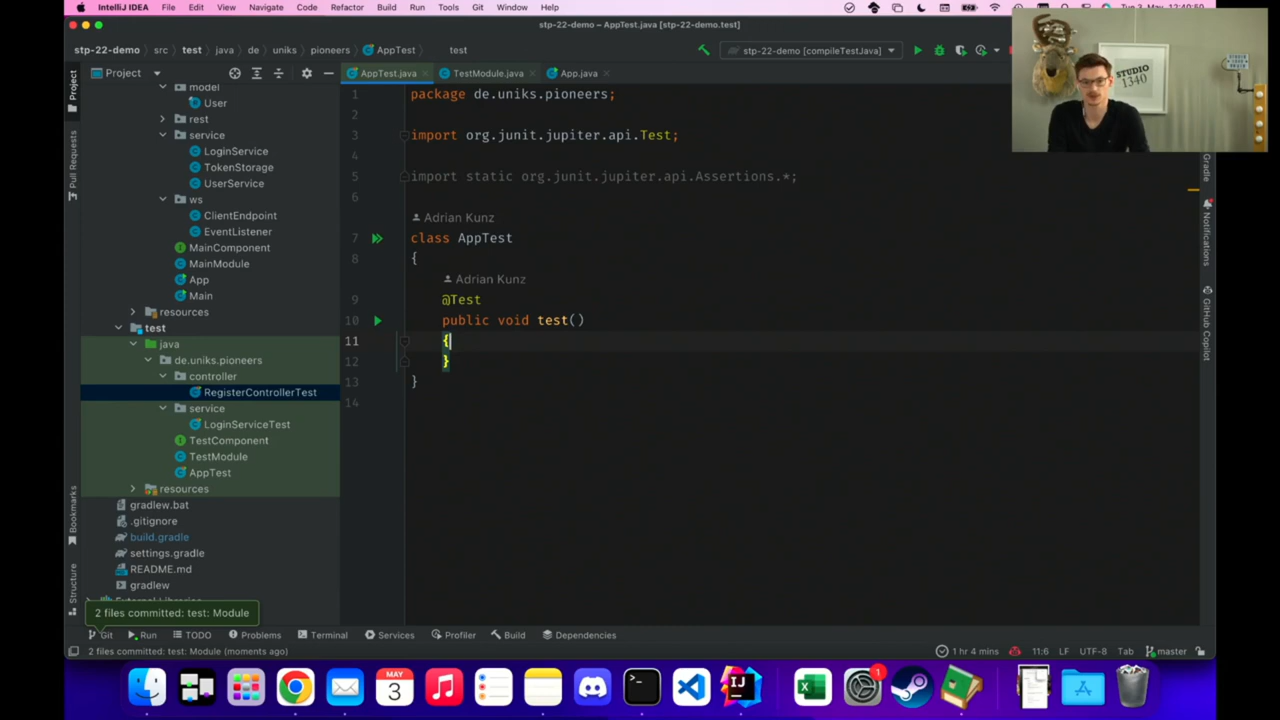 IntelliJ IDEA File Edit View Navigate Code Refactor Build Run Tools Git Window Help
Tue 3. May 12:40:50
stp-22-demo – AppTest.java [stp-22-demo.test]
stp-22-demo src test java de uniks pioneers AppTest test
stp-22-demo [compileTestJava]
Project
AppTest.java TestModule.java App.java
Project
Pull Requests
Bookmarks
Structure
model
User
rest
service
LoginService
TokenStorage
UserService
ws
ClientEndpoint
EventListener
MainComponent
MainModule
App
Main
resources
test
java
de.uniks.pioneers
controller
RegisterControllerTest
service
LoginServiceTest
TestComponent
TestModule
AppTest
resources
gradlew.bat
.gitignore
build.gradle
settings.gradle
README.md
gradlew
1 package de.uniks.pioneers;
2
3 import org.junit.jupiter.api.Test;
4
5 import static org.junit.jupiter.api.Assertions.*;
6
Adrian Kunz
7 class AppTest
8 {
Adrian Kunz
9 @Test
10 public void test()
11 {
12 }
13 }
14
STUDIO
1340
Gradle
Notifications
GitHub Copilot
2 files committed: test: Module
Git Run TODO Problems Terminal Services Profiler Build Dependencies
2 files committed: test: Module (moments ago)
1 hr 4 mins 11:6 LF UTF-8 Tab master
MAY
3
1